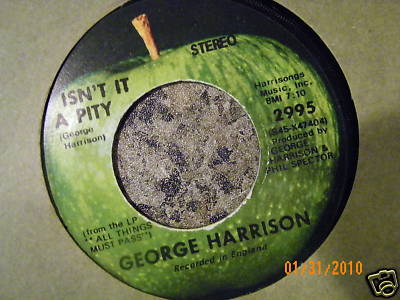 STEREO
ISN'T IT
A PITY
(George
Harrison)
Harrisongs
Music, Inc.
BMI 7:10
2995
(S45-X47404)
Produced by
GEORGE
HARRISON &
PHIL SPECTOR
(from the LP
"ALL THINGS
MUST PASS")
GEORGE HARRISON
Recorded in England
01/31/2010